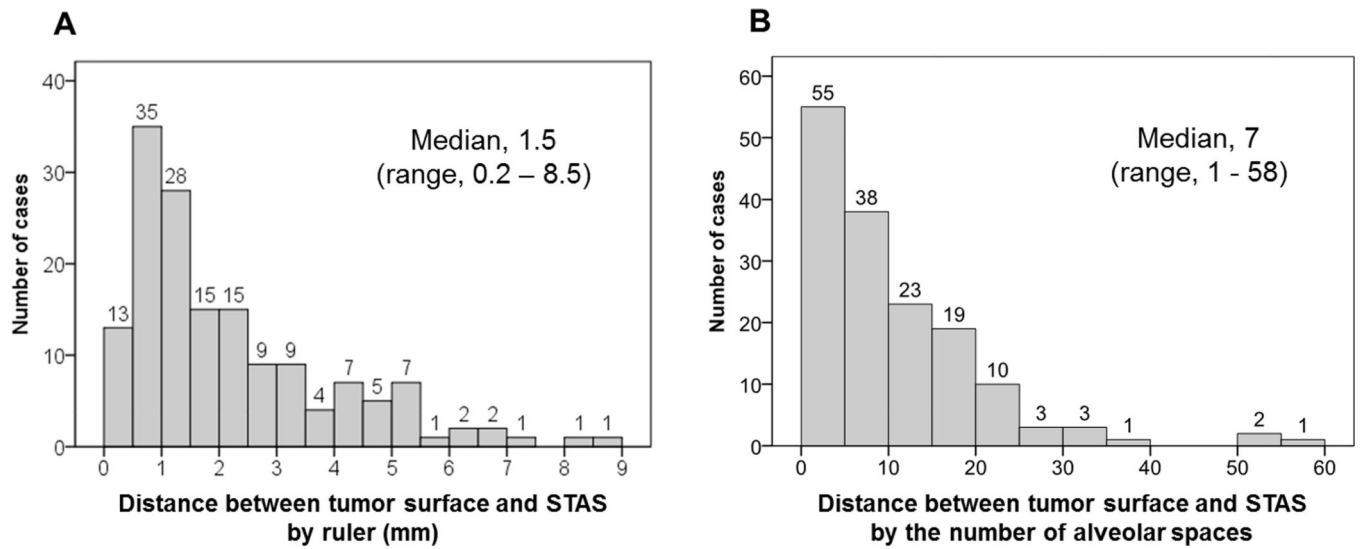 A
Number of cases
40
30
20
10
0
13 35 28 15 15 9 9 4 7 5 7 1 2 2 1 1 1
Median, 1.5
(range, 0.2 – 8.5)
0 1 2 3 4 5 6 7 8 9
Distance between tumor surface and STAS
by ruler (mm)
B
Number of cases
60
50
40
30
20
10
0
55 38 23 19 10 3 3 1 2 1
Median, 7
(range, 1 - 58)
0 10 20 30 40 50 60
Distance between tumor surface and STAS
by the number of alveolar spaces